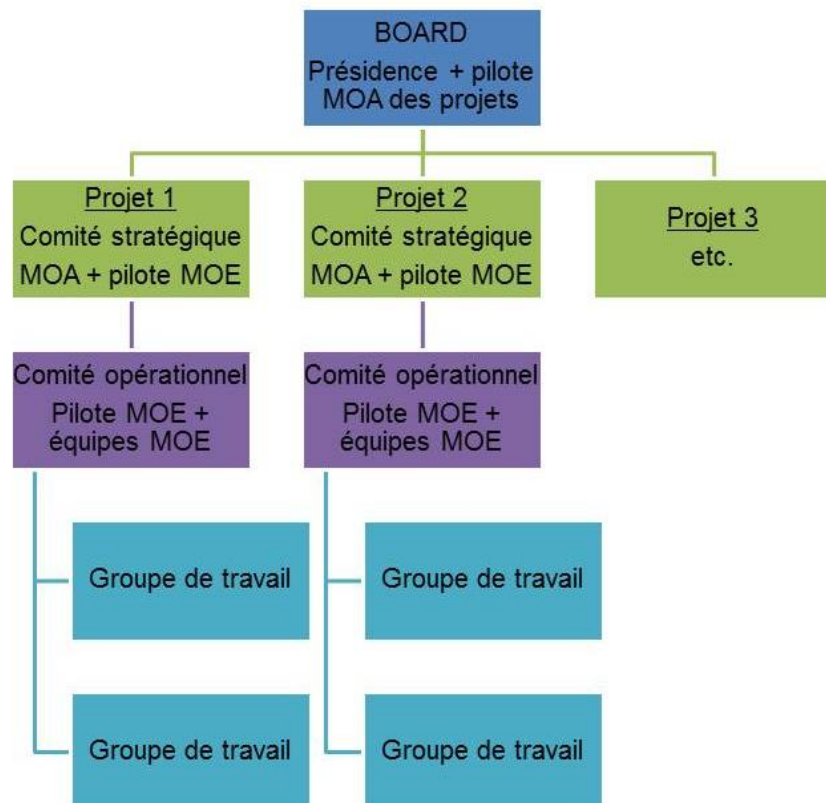 BOARD
Présidence + pilote
MOA des projets
Projet 1
Comité stratégique
MOA + pilote MOE
Projet 2
Comité stratégique
MOA + pilote MOE
Projet 3
etc.
Comité opérationnel
Pilote MOE +
équipes MOE
Comité opérationnel
Pilote MOE +
équipes MOE
Groupe de travail
Groupe de travail
Groupe de travail
Groupe de travail